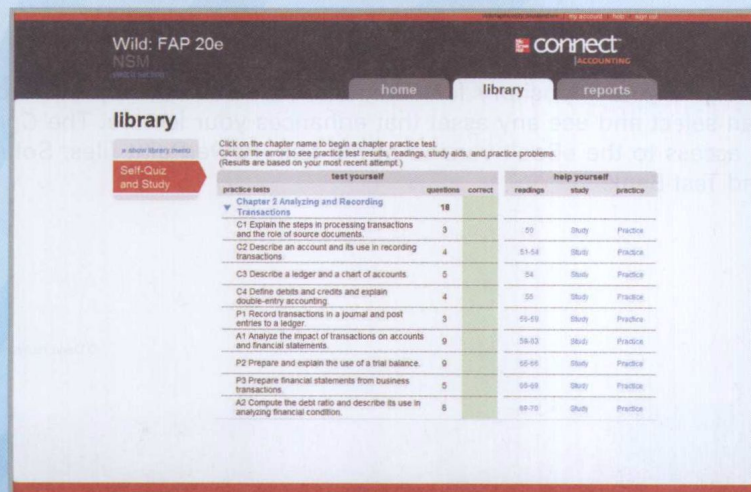 my account | help | sign out
Wild: FAP 20e
NSM
connect
ACCOUNTING
home library reports
library
show library menu
Self-Quiz
and Study
Click on the chapter name to begin a chapter practice test.
Click on the arrow to see practice test results, readings, study aids, and practice problems.
(Results are based on your most recent attempt.)
test yourself help yourself
practice tests questions correct readings study practice
Chapter 2 Analyzing and Recording
Transactions 18
C1 Explain the steps in processing transactions
and the role of source documents. 3 50 Study Practice
C2 Describe an account and its use in recording
transactions. 4 51-54 Study Practice
C3 Describe a ledger and a chart of accounts. 5 54 Study Practice
C4 Define debits and credits and explain
double-entry accounting. 4 55 Study Practice
P1 Record transactions in a journal and post
entries to a ledger. 3 Study Practice
A1 Analyze the impact of transactions on accounts
and financial statements. 9 Study Practice
P2 Prepare and explain the use of a trial balance. 9 Study Practice
P3 Prepare financial statements from business
transactions. 5 Study Practice
A2 Compute the debt ratio and describe its use in
analyzing financial condition. Study Practice